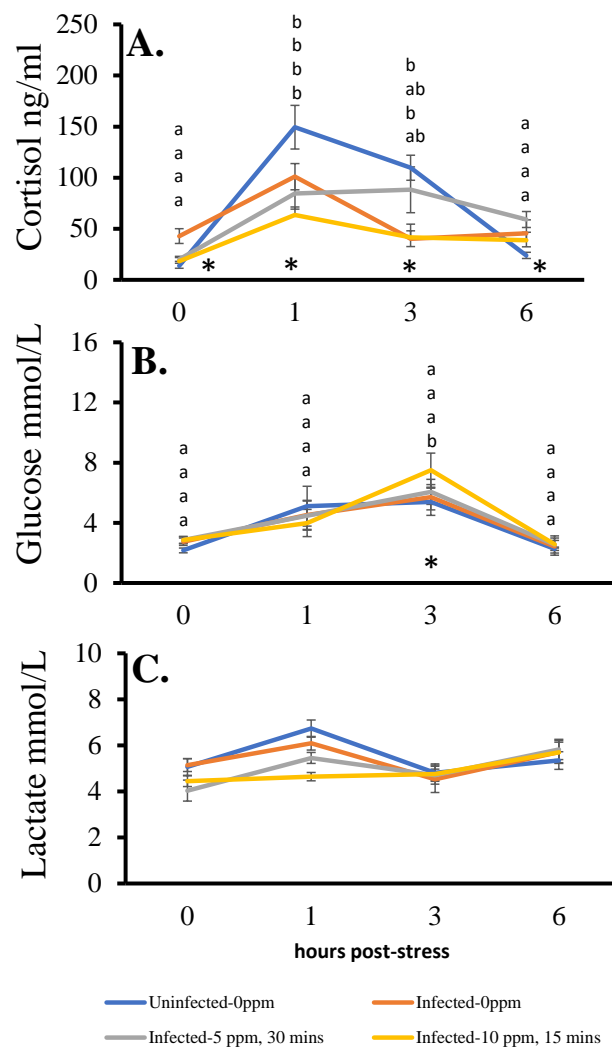 A.
Cortisol ng/ml
250
200
150
100
50
0
b
b
b
b
b
ab
b
ab
a
a
a
a
a
a
a
a
* * * *
0 1 3 6
B.
Glucose mmol/L
16
12
8
4
0
a
a
a
a
a
a
a
a
a
a
a
b
a
a
a
a
*
0 1 3 6
C.
Lactate mmol/L
10
8
6
4
2
0
0 1 3 6
hours post-stress
Uninfected-0ppm Infected-0ppm
Infected-5 ppm, 30 mins Infected-10 ppm, 15 mins